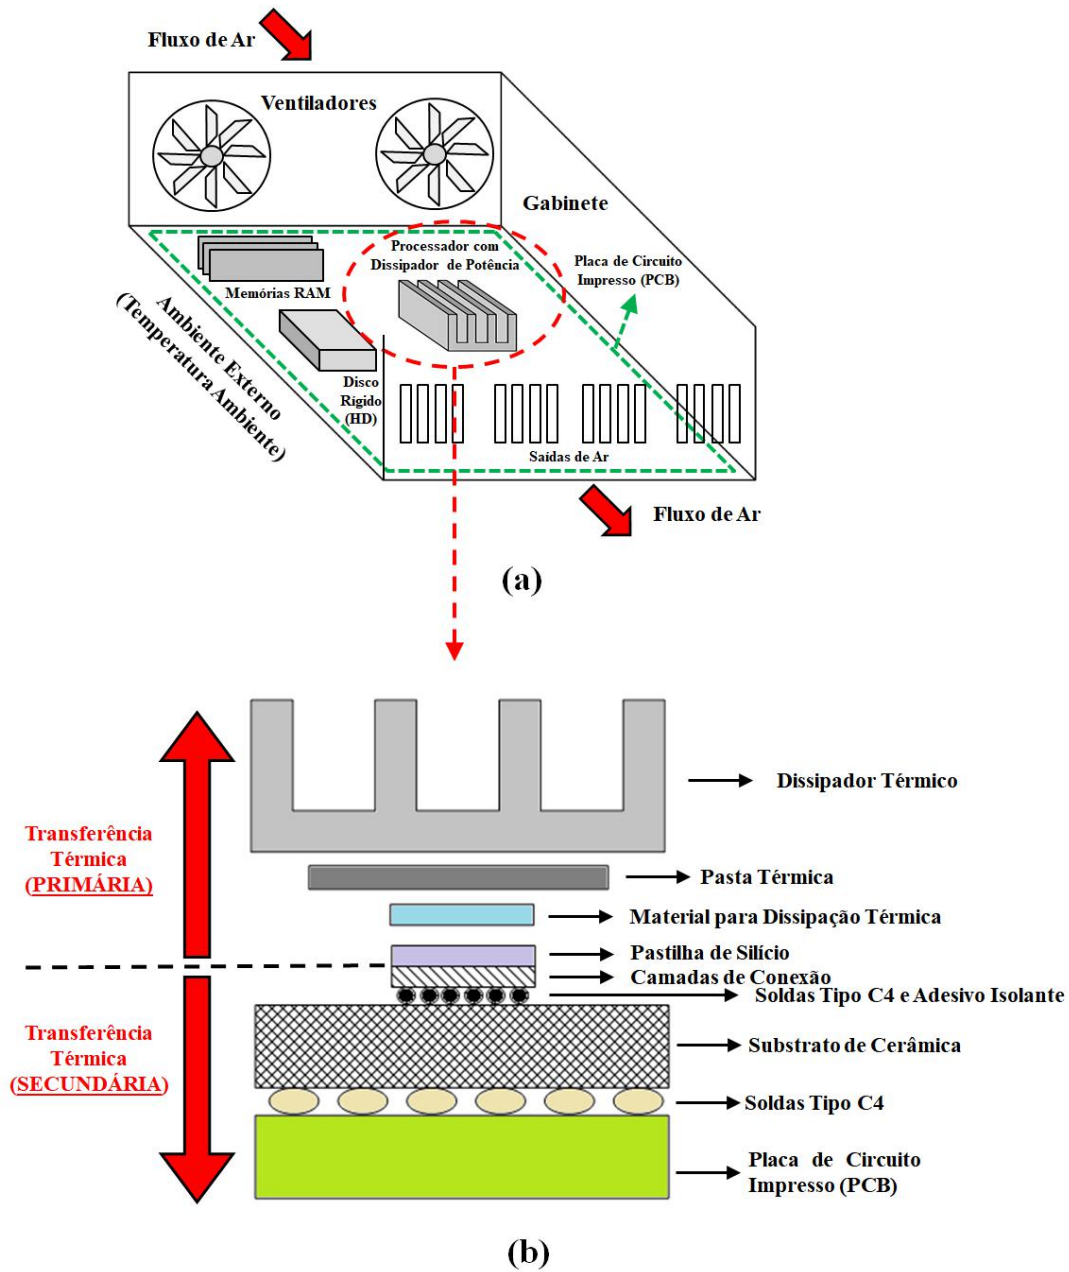 Fluxo de Ar
Ventiladores
Gabinete
Processador com
Dissipador de Potência
Placa de Circuito
Impresso (PCB)
Memórias RAM
Ambiente Externo
(Temperatura Ambiente)
Disco
Rígido
(HD)
Saídas de Ar
Fluxo de Ar
(a)
Dissipador Térmico
Transferência
Térmica
(PRIMÁRIA)
Pasta Térmica
Material para Dissipação Térmica
Pastilha de Silício
Camadas de Conexão
Soldas Tipo C4 e Adesivo Isolante
Transferência
Térmica
(SECUNDÁRIA)
Substrato de Cerâmica
Soldas Tipo C4
Placa de Circuito
Impresso (PCB)
(b)